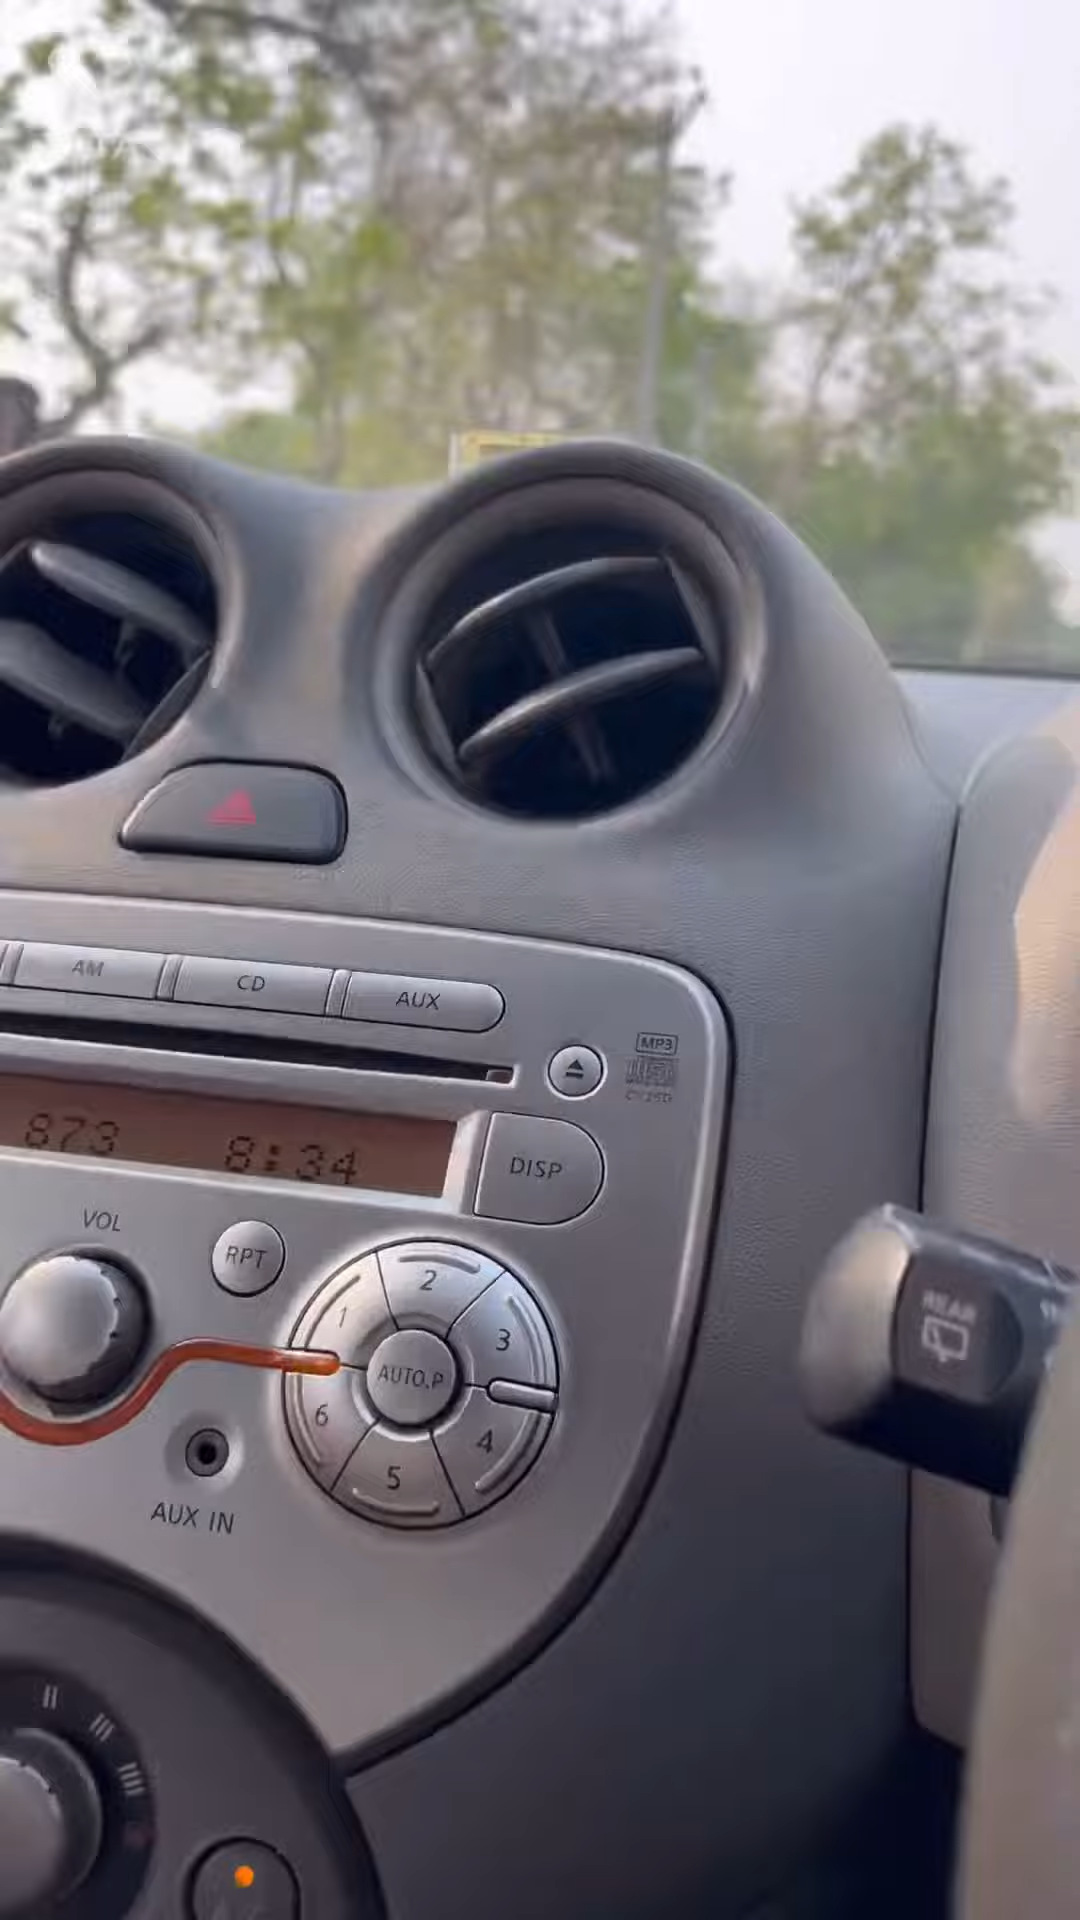 AM
CD
AUX
MP3
873 8:34
DISP
VOL
RPT
1
2
3
AUTO.P
6
4
5
AUX IN
REAR